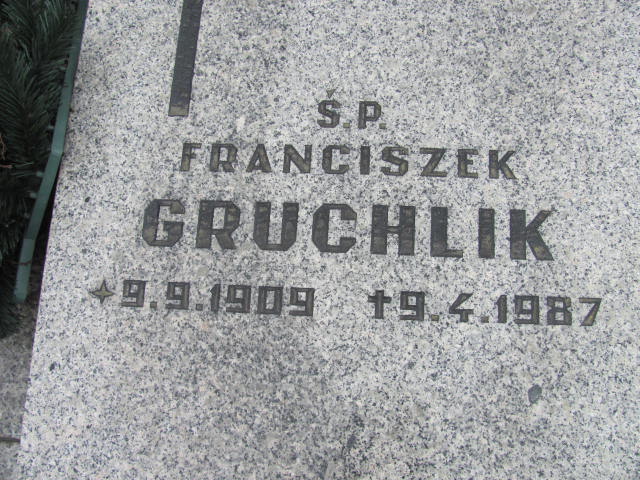 Ś.P.
FRANCISZEK
GRUCHLIK
9.9.1909 9.4.1987